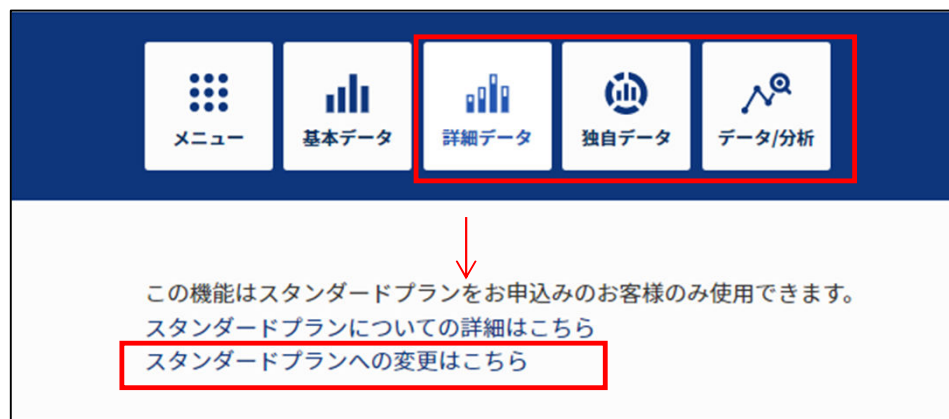 メニュー 基本データ 詳細データ 独自データ データ/分析
この機能はスタンダードプランをお申込みのお客様のみ使用できます。
スタンダードプランについての詳細はこちら
スタンダードプランへの変更はこちら